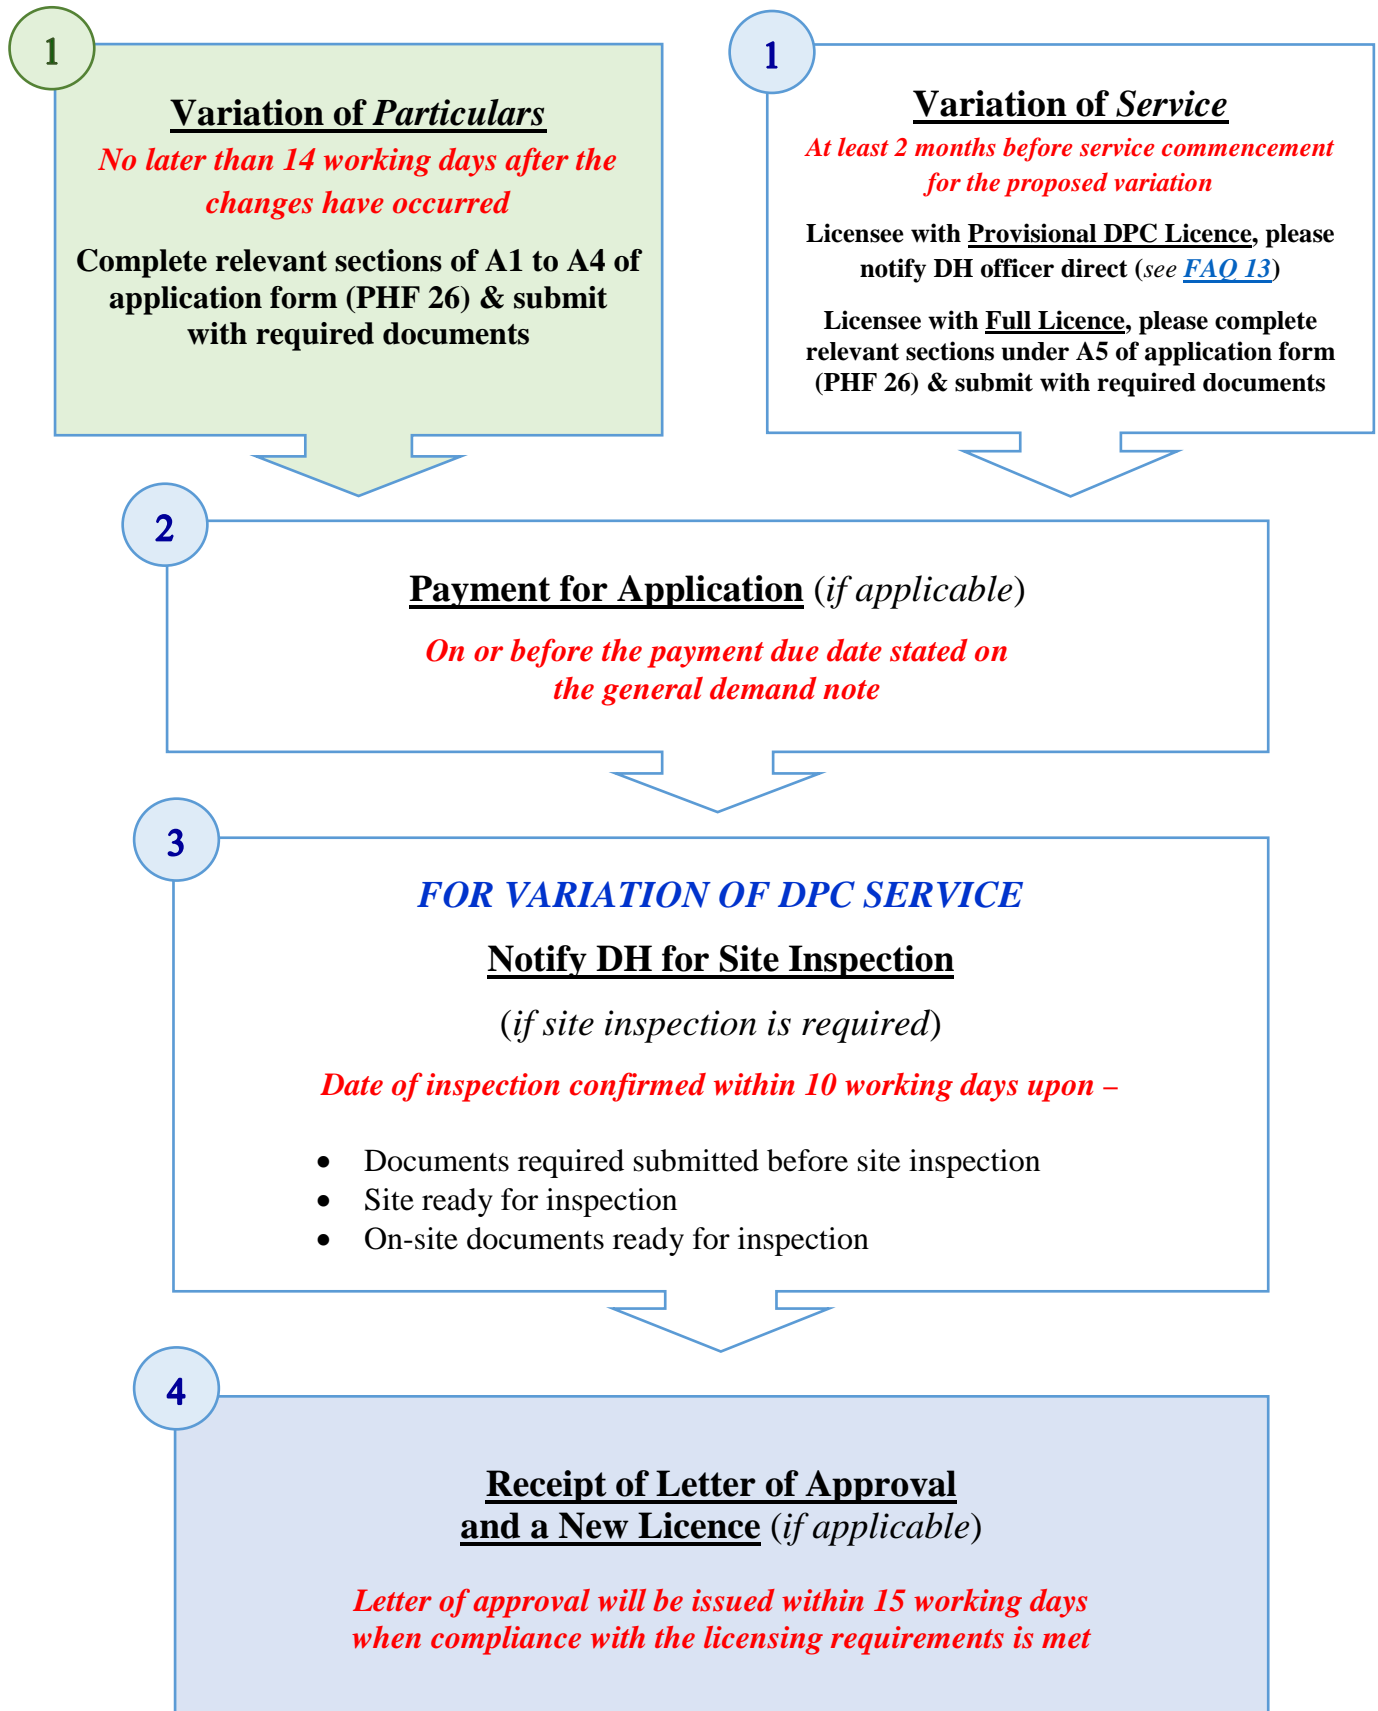 1
Variation of Particulars
No later than 14 working days after the
changes have occurred
Complete relevant sections of A1 to A4 of
application form (PHF 26) & submit
with required documents
1
Variation of Service
At least 2 months before service commencement
for the proposed variation
Licensee with Provisional DPC Licence, please
notify DH officer direct (see FAQ 13)
Licensee with Full Licence, please complete
relevant sections under A5 of application form
(PHF 26) & submit with required documents
2
Payment for Application (if applicable)
On or before the payment due date stated on
the general demand note
3
FOR VARIATION OF DPC SERVICE
Notify DH for Site Inspection
(if site inspection is required)
Date of inspection confirmed within 10 working days upon –
• Documents required submitted before site inspection
• Site ready for inspection
• On-site documents ready for inspection
4
Receipt of Letter of Approval
and a New Licence (if applicable)
Letter of approval will be issued within 15 working days
when compliance with the licensing requirements is met